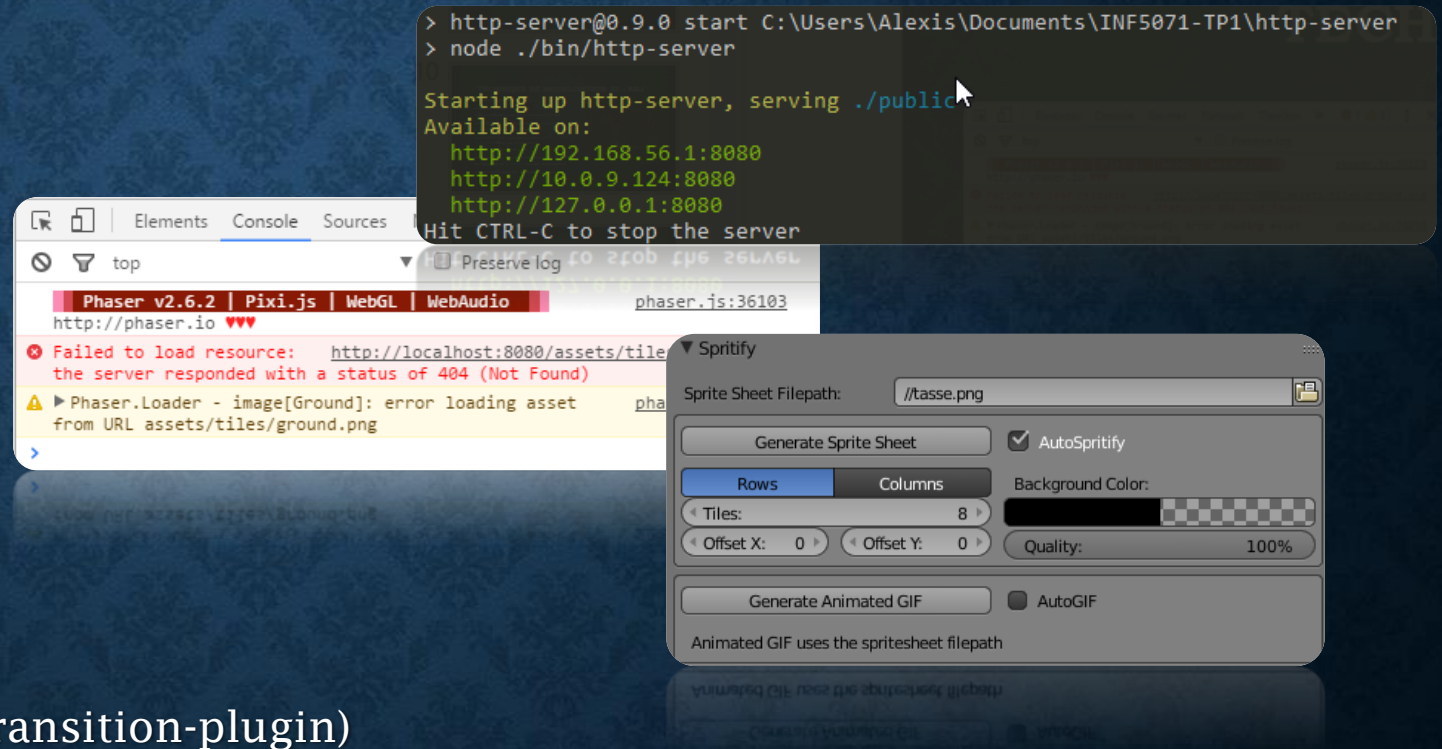 > http-server@0.9.0 start C:\Users\Alexis\Documents\INF5071-TP1\http-server
> node ./bin/http-server
Starting up http-server, serving ./public
Available on:
http://192.168.56.1:8080
http://10.0.9.124:8080
http://127.0.0.1:8080
Hit CTRL-C to stop the server
Elements Console Sources
top ▼ Preserve log
Phaser v2.6.2 | Pixi.js | WebGL | WebAudio phaser.js:36103
http://phaser.io ♥♥♥
Failed to load resource: http://localhost:8080/assets/tile
the server responded with a status of 404 (Not Found)
Phaser.Loader - image[Ground]: error loading asset pha
from URL assets/tiles/ground.png
>
▼ Spritify
Sprite Sheet Filepath: //tasse.png
Generate Sprite Sheet AutoSpritify
Rows Columns Background Color:
Tiles: 8
Offset X: 0 Offset Y: 0 Quality: 100%
Generate Animated GIF AutoGIF
Animated GIF uses the spritesheet filepath
ransition-plugin)